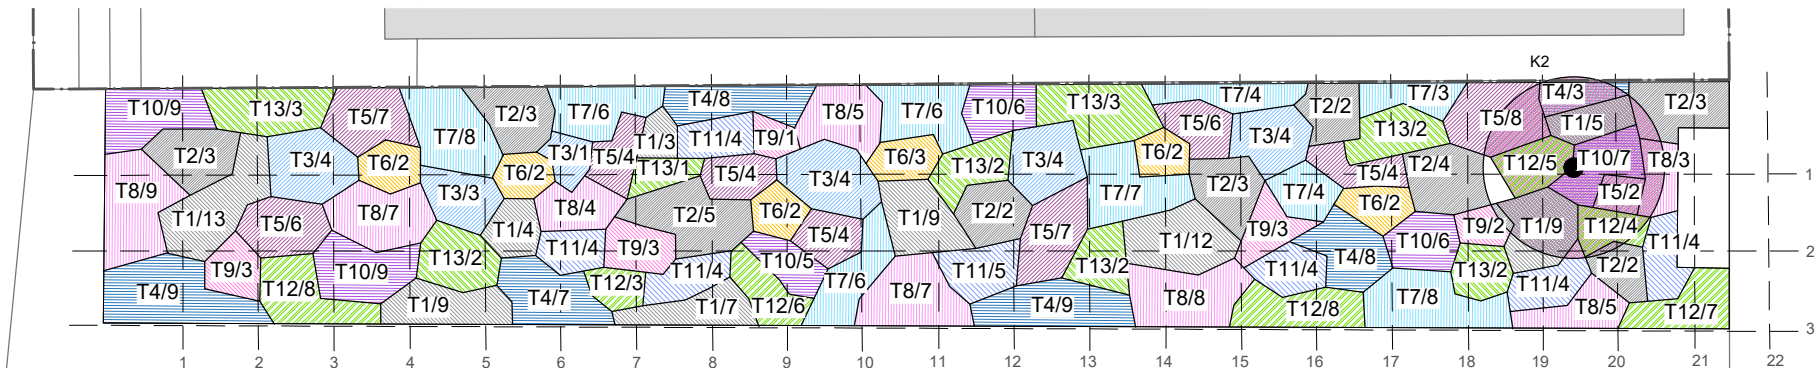 K2
T10/9 T13/3 T5/7 T2/3 T7/6 T4/8 T8/5 T7/6 T10/6 T13/3 T7/4 T2/2 T7/3 T4/3 T2/3
T7/8 T1/3 T11/4 T9/1 T5/6 T3/4 T13/2 T5/8 T1/5
T2/3 T3/4 T6/2 T3/1 T5/4 T13/1 T5/4 T6/3 T13/2 T3/4 T6/2 T5/4 T2/4 T12/5 T10/7 T8/3
1
T8/9 T3/3 T6/2 T3/4 T7/7 T2/3 T7/4 T5/2
T1/13 T5/6 T8/7 T8/4 T2/5 T6/2 T1/9 T2/2 T6/2
T1/4 T5/4 T5/7 T1/12 T9/3 T9/2 T1/9 T12/4
T11/4 T9/3 T10/6 T11/4
2
T9/3 T10/9 T13/2 T11/4 T10/5 T11/5 T13/2 T11/4 T4/8 T13/2 T2/2
T4/9 T12/8 T12/3 T7/6 T8/7 T11/4
T1/9 T4/7 T1/7 T12/6 T4/9 T8/8 T12/8 T7/8 T8/5 T12/7
3
1 2 3 4 5 6 7 8 9 10 11 12 13 14 15 16 17 18 19 20 21 22